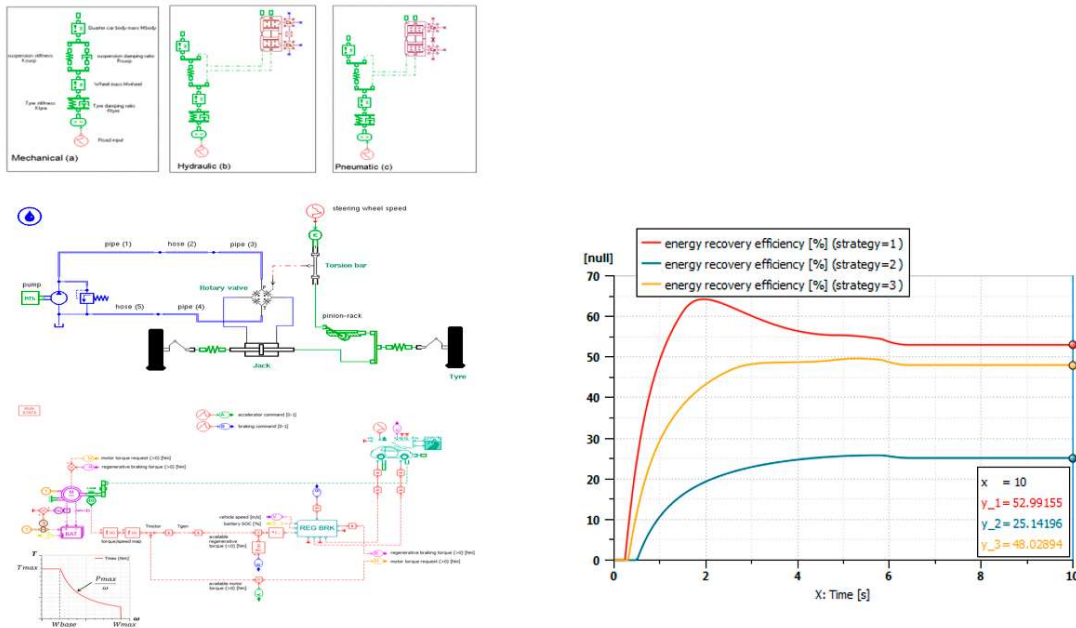 Quarter car body mass Mbody
suspension stiffness
Ksusp
suspension damping ratio
Rsusp
Wheel mass Mwheel
Tyre stiffness
Ktyre
Tyre damping ratio
Rtyre
Road input
Mechanical (a)
Hydraulic (b)
Pneumatic (c)
steering wheel speed
pipe (1)
hose (2)
pipe (3)
Torsion bar
pump
Rotary valve
P
T
hose (5)
pipe (4)
pinion-rack
Jack
Tyre
accelerator command [0-1]
braking command [0-1]
motor torque request (>0) [Nm]
regenerative braking torque (>0) [Nm]
BAT
torque/speed map
Tmotor
Tgen
vehicle speed [m/s]
battery SOC [%]
REG BRK
available regenerative torque (<0) [Nm]
available motor torque (>0) [Nm]
regenerative braking torque (>0) [Nm]
motor torque request (>0) [Nm]
T
Tmax [Nm]
Tmax
Pmax
ω
ω
Wbase
Wmax
energy recovery efficiency [%] (strategy=1)
energy recovery efficiency [%] (strategy=2)
energy recovery efficiency [%] (strategy=3)
[null]
70
60
50
40
30
20
10
0
x = 10
y_1 = 52.99155
y_2 = 25.14196
y_3 = 48.02894
0 2 4 6 8 10
X: Time [s]